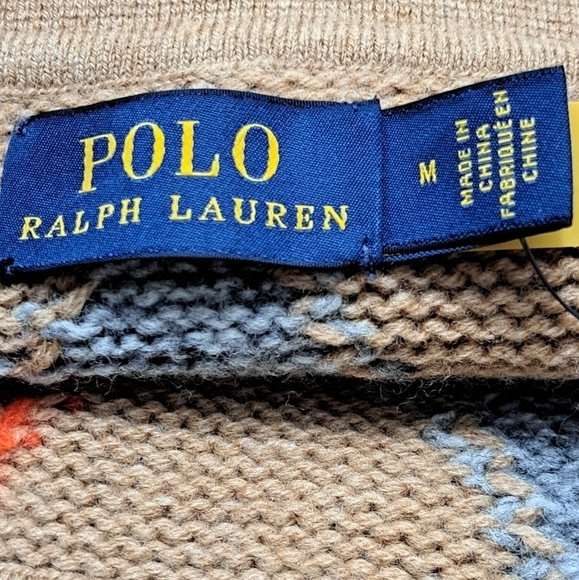 POLO
RALPH LAUREN
M
MADE IN
CHINA
FABRIQUÉ EN
CHINE